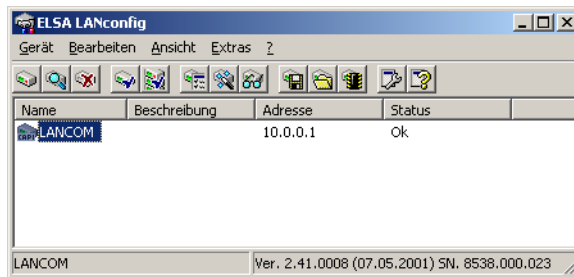 ELSA LANconfig
Gerät Bearbeiten Ansicht Extras ?
Name Beschreibung Adresse Status
CAPI LANCOM 10.0.0.1 Ok
LANCOM Ver. 2.41.0008 (07.05.2001) SN. 8538.000.023